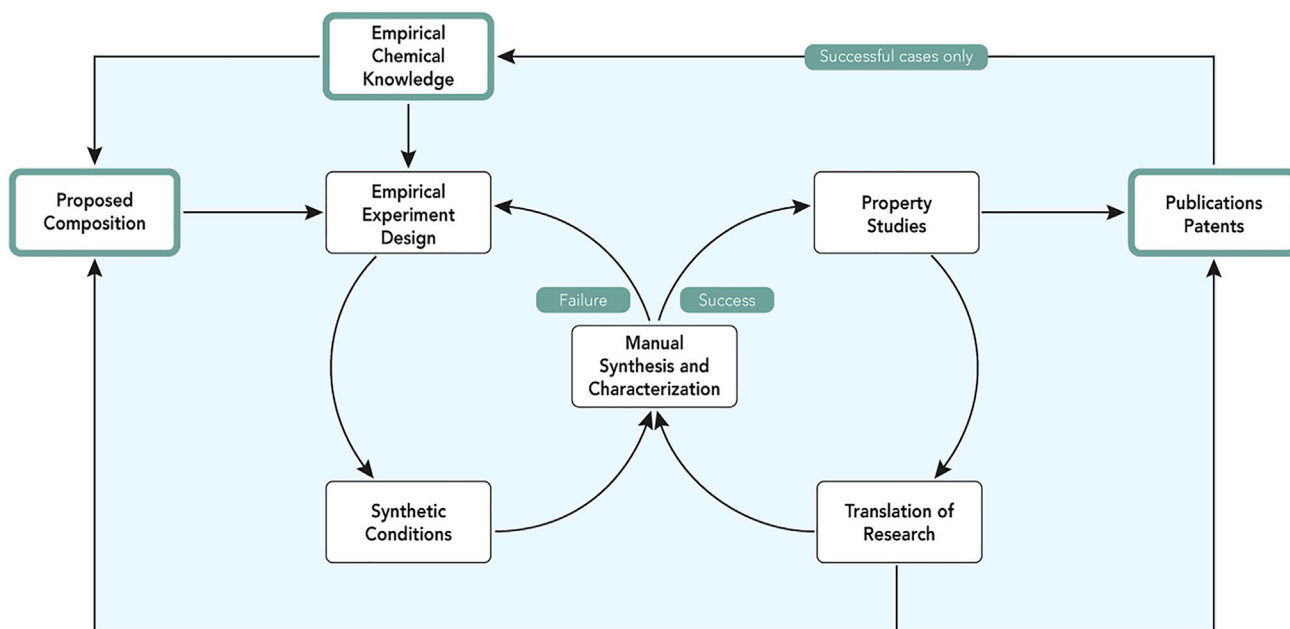 Empirical
Chemical
Knowledge
Successful cases only
Proposed
Composition
Empirical
Experiment
Design
Property
Studies
Publications
Patents
Failure
Success
Manual
Synthesis and
Characterization
Synthetic
Conditions
Translation of
Research